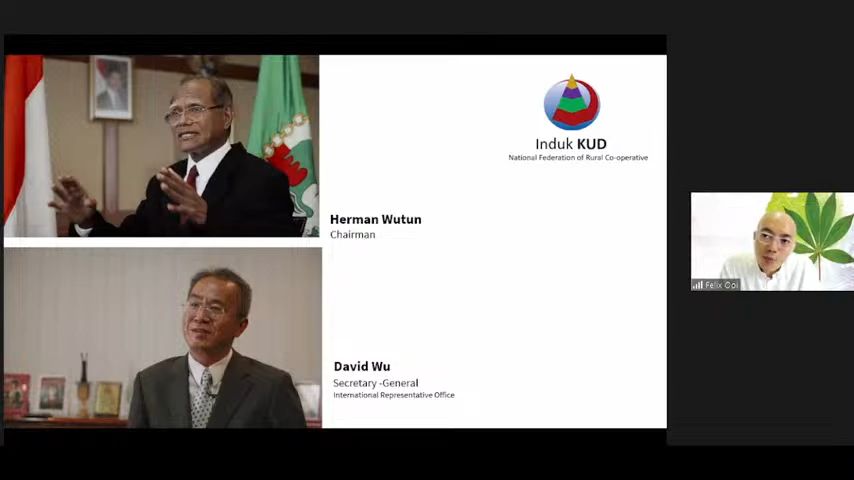 Induk KUD
National Federation of Rural Co-operative
Herman Wutun
Chairman
David Wu
Secretary -General
International Representative Office
Felix Ooi